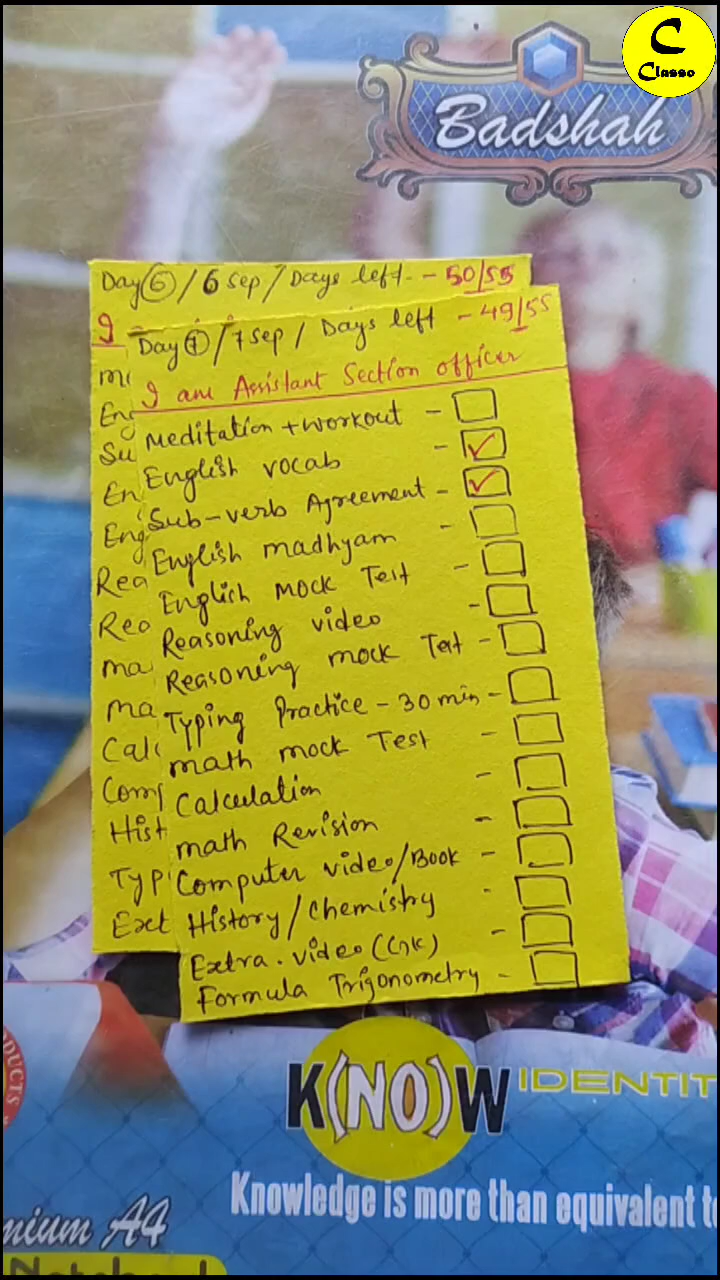 C
Classo
Badshah
Day 6 / 6 Sep / Days left - 50/55
I
Day 7 / 7 Sep / Days left - 49/55
I am Assistant Section officer
Meditation + workout -
English vocab -
Sub-verb Agreement -
English madhyam -
English mock Test -
Reasoning video -
Reasoning mock Test -
Typing Practice - 30 min -
math mock Test -
Calculation -
math Revision -
Computer video/Book -
History/Chemistry -
Extra. video (GK) -
Formula Trigonometry -
K(NO)W IDENTIT
Knowledge is more than equivalent t
nium A4
Notebook